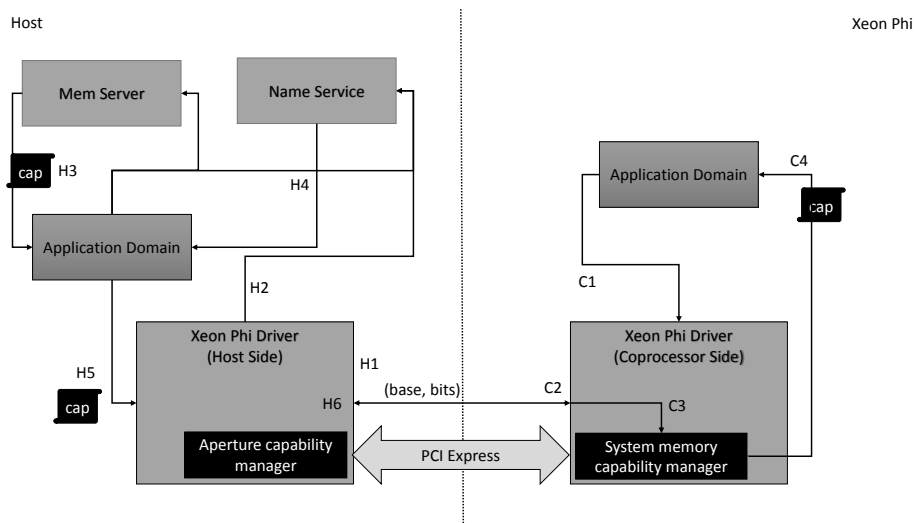 Host
Xeon Phi
Mem Server
Name Service
cap
H3
H4
Application Domain
Application Domain
C4
cap
H2
C1
Xeon Phi Driver
(Host Side)
Xeon Phi Driver
(Coprocessor Side)
H5
cap
H1
H6
(base, bits)
C2
C3
Aperture capability
manager
PCI Express
System memory
capability manager